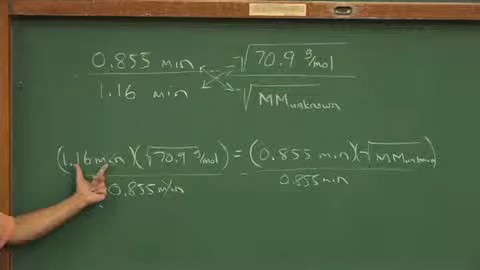 0.855 min √70.9 g/mol
1.16 min √MMunknown
(1.16 min)(√70.9 g/mol) = (0.855 min)(√MMunknown)
0.855 min 0.855 min